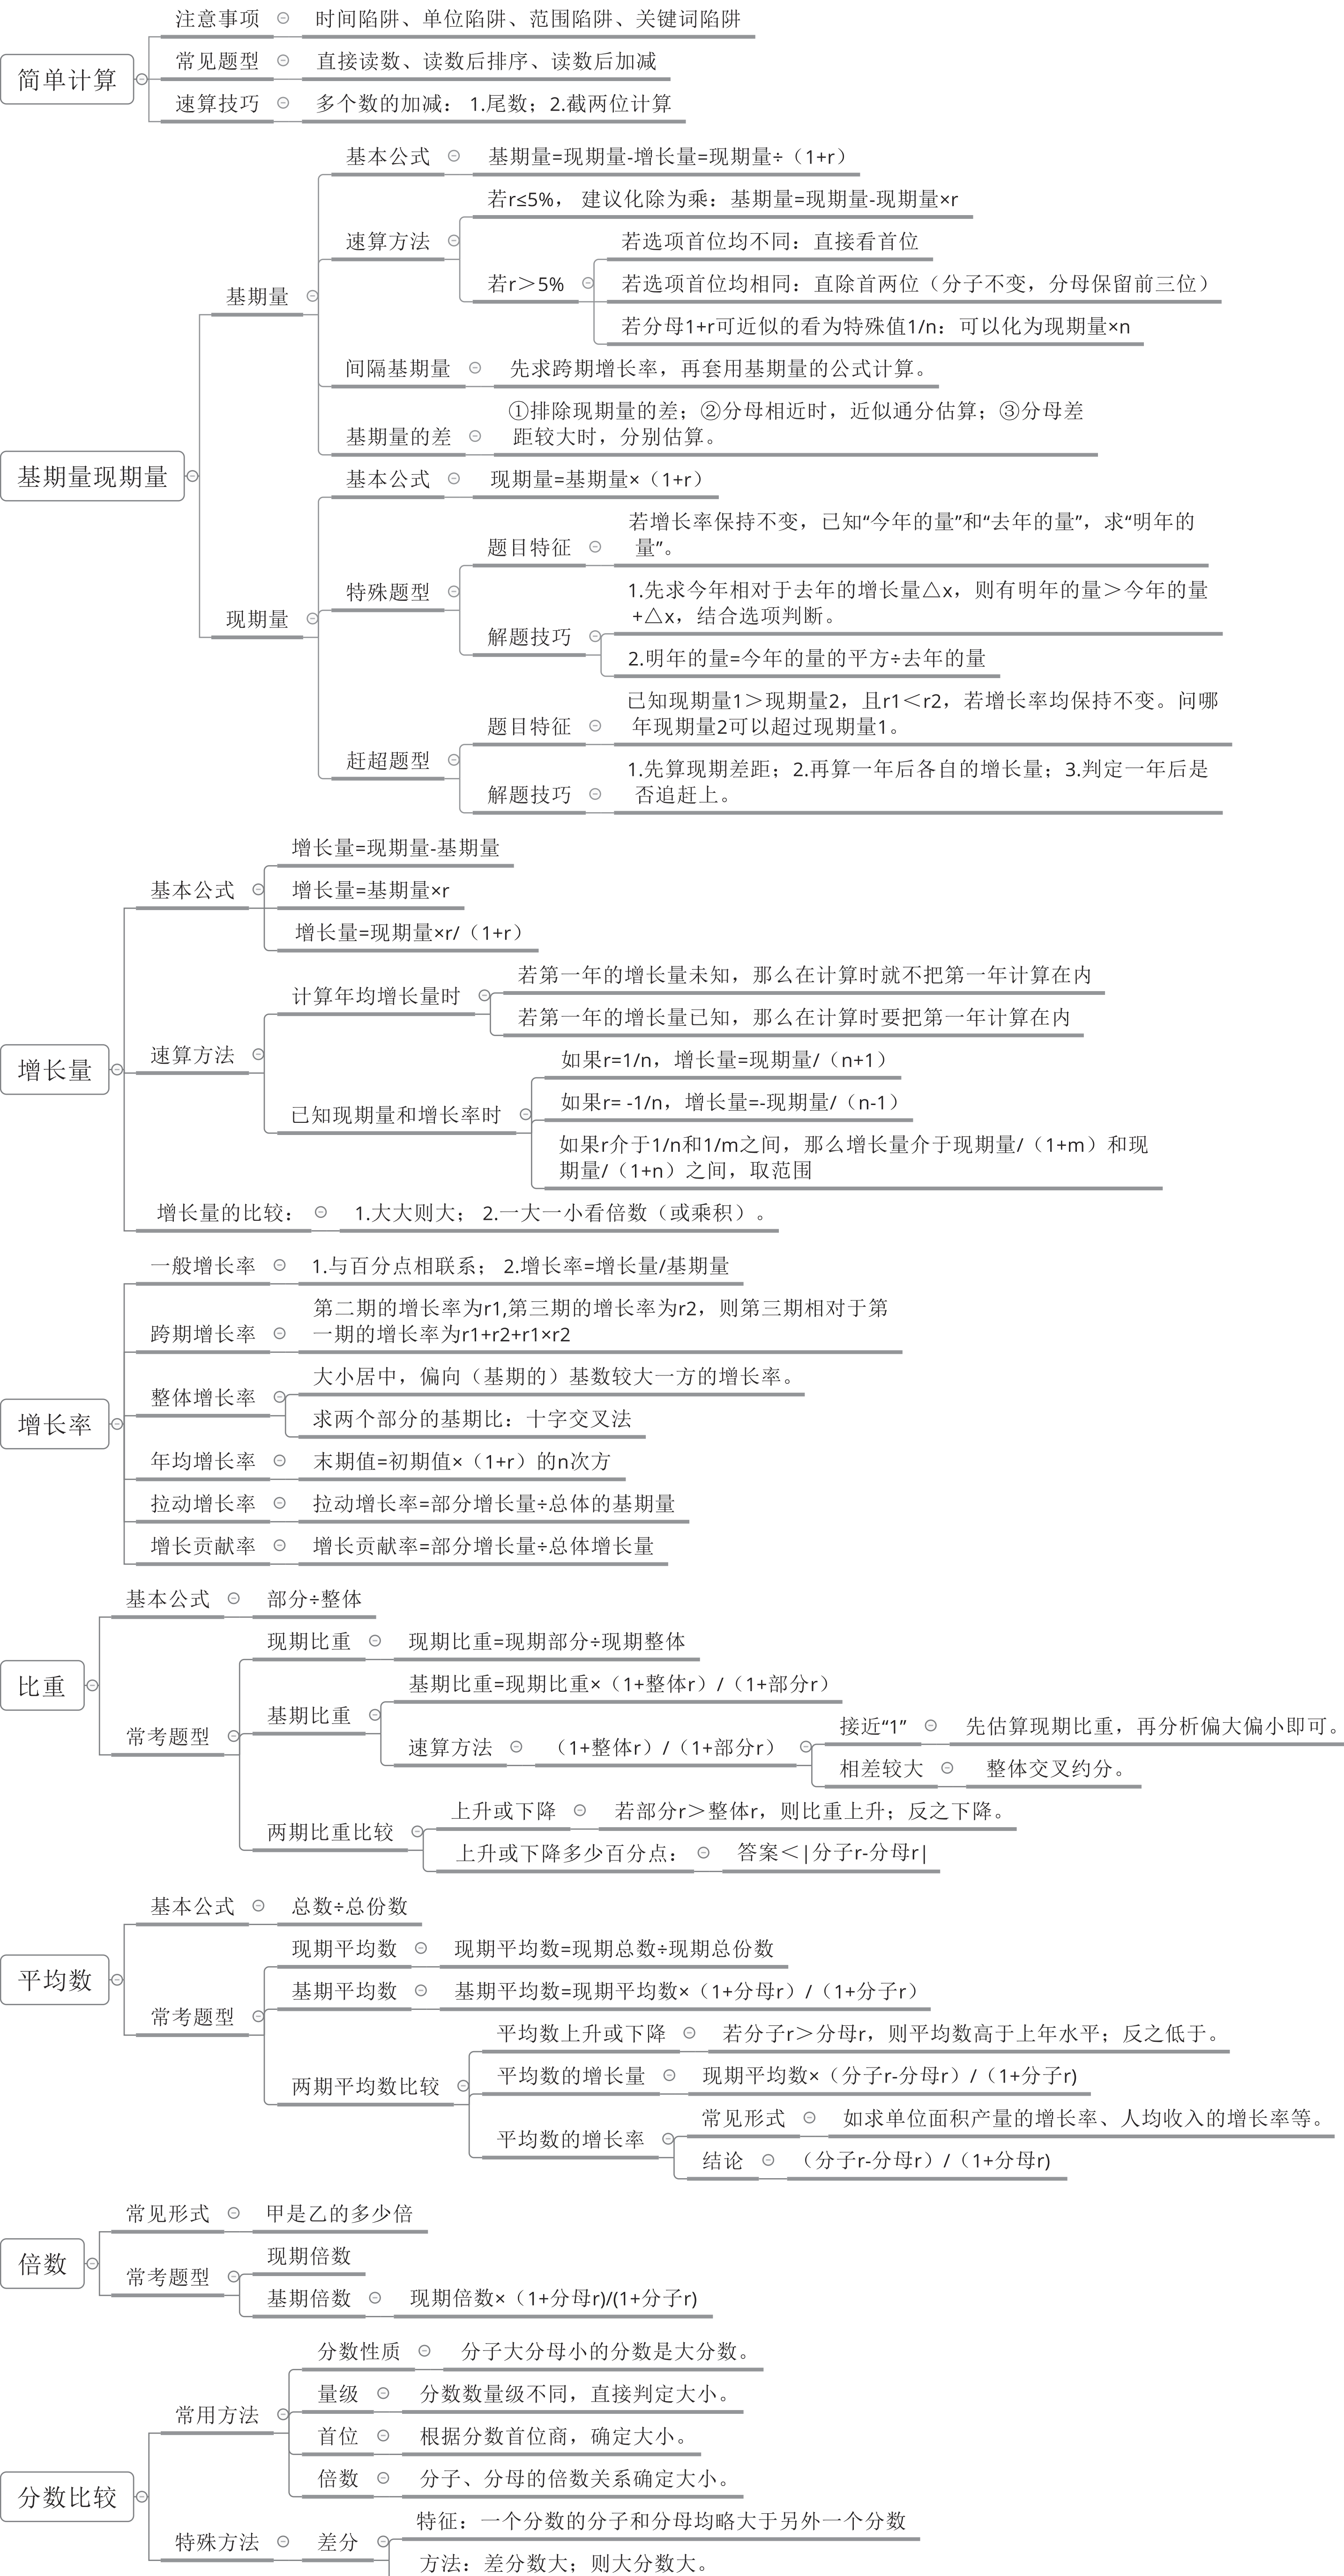 简单计算
注意事项
时间陷阱、单位陷阱、范围陷阱、关键词陷阱
常见题型
直接读数、读数后排序、读数后加减
速算技巧
多个数的加减： 1.尾数；2.截两位计算
基期量现期量
基期量
基本公式
基期量=现期量-增长量=现期量÷（1+r）
速算方法
若r≤5%， 建议化除为乘：基期量=现期量-现期量×r
若r＞5%
若选项首位均不同：直接看首位
若选项首位均相同：直除首两位（分子不变，分母保留前三位）
若分母1+r可近似的看为特殊值1/n：可以化为现期量×n
间隔基期量
先求跨期增长率，再套用基期量的公式计算。
基期量的差
①排除现期量的差；②分母相近时，近似通分估算；③分母差
距较大时，分别估算。
现期量
基本公式
现期量=基期量×（1+r）
特殊题型
题目特征
若增长率保持不变，已知“今年的量”和“去年的量”，求“明年的
量”。
解题技巧
1.先求今年相对于去年的增长量△x，则有明年的量＞今年的量
+△x，结合选项判断。
2.明年的量=今年的量的平方÷去年的量
赶超题型
题目特征
已知现期量1＞现期量2，且r1＜r2，若增长率均保持不变。问哪
年现期量2可以超过现期量1。
解题技巧
1.先算现期差距；2.再算一年后各自的增长量；3.判定一年后是
否追赶上。
增长量
基本公式
增长量=现期量-基期量
增长量=基期量×r
增长量=现期量×r/（1+r）
速算方法
计算年均增长量时
若第一年的增长量未知，那么在计算时就不把第一年计算在内
若第一年的增长量已知，那么在计算时要把第一年计算在内
已知现期量和增长率时
如果r=1/n，增长量=现期量/（n+1）
如果r= -1/n，增长量=-现期量/（n-1）
如果r介于1/n和1/m之间，那么增长量介于现期量/（1+m）和现
期量/（1+n）之间，取范围
增长量的比较：
1.大大则大； 2.一大一小看倍数（或乘积）。
增长率
一般增长率
1.与百分点相联系； 2.增长率=增长量/基期量
跨期增长率
第二期的增长率为r1,第三期的增长率为r2，则第三期相对于第
一期的增长率为r1+r2+r1×r2
整体增长率
大小居中，偏向（基期的）基数较大一方的增长率。
求两个部分的基期比：十字交叉法
年均增长率
末期值=初期值×（1+r）的n次方
拉动增长率
拉动增长率=部分增长量÷总体的基期量
增长贡献率
增长贡献率=部分增长量÷总体增长量
比重
基本公式
部分÷整体
常考题型
现期比重
现期比重=现期部分÷现期整体
基期比重
基期比重=现期比重×（1+整体r）/（1+部分r）
速算方法
（1+整体r）/（1+部分r）
接近“1”
先估算现期比重，再分析偏大偏小即可。
相差较大
整体交叉约分。
两期比重比较
上升或下降
若部分r＞整体r，则比重上升；反之下降。
上升或下降多少百分点：
答案＜|分子r-分母r|
平均数
基本公式
总数÷总份数
常考题型
现期平均数
现期平均数=现期总数÷现期总份数
基期平均数
基期平均数=现期平均数×（1+分母r）/（1+分子r）
两期平均数比较
平均数上升或下降
若分子r＞分母r，则平均数高于上年水平；反之低于。
平均数的增长量
现期平均数×（分子r-分母r）/（1+分子r)
平均数的增长率
常见形式
如求单位面积产量的增长率、人均收入的增长率等。
结论
（分子r-分母r）/（1+分母r)
倍数
常见形式
甲是乙的多少倍
常考题型
现期倍数
基期倍数
现期倍数×（1+分母r)/(1+分子r)
分数比较
常用方法
分数性质
分子大分母小的分数是大分数。
量级
分数数量级不同，直接判定大小。
首位
根据分数首位商，确定大小。
倍数
分子、分母的倍数关系确定大小。
特殊方法
差分
特征：一个分数的分子和分母均略大于另外一个分数
方法：差分数大；则大分数大。